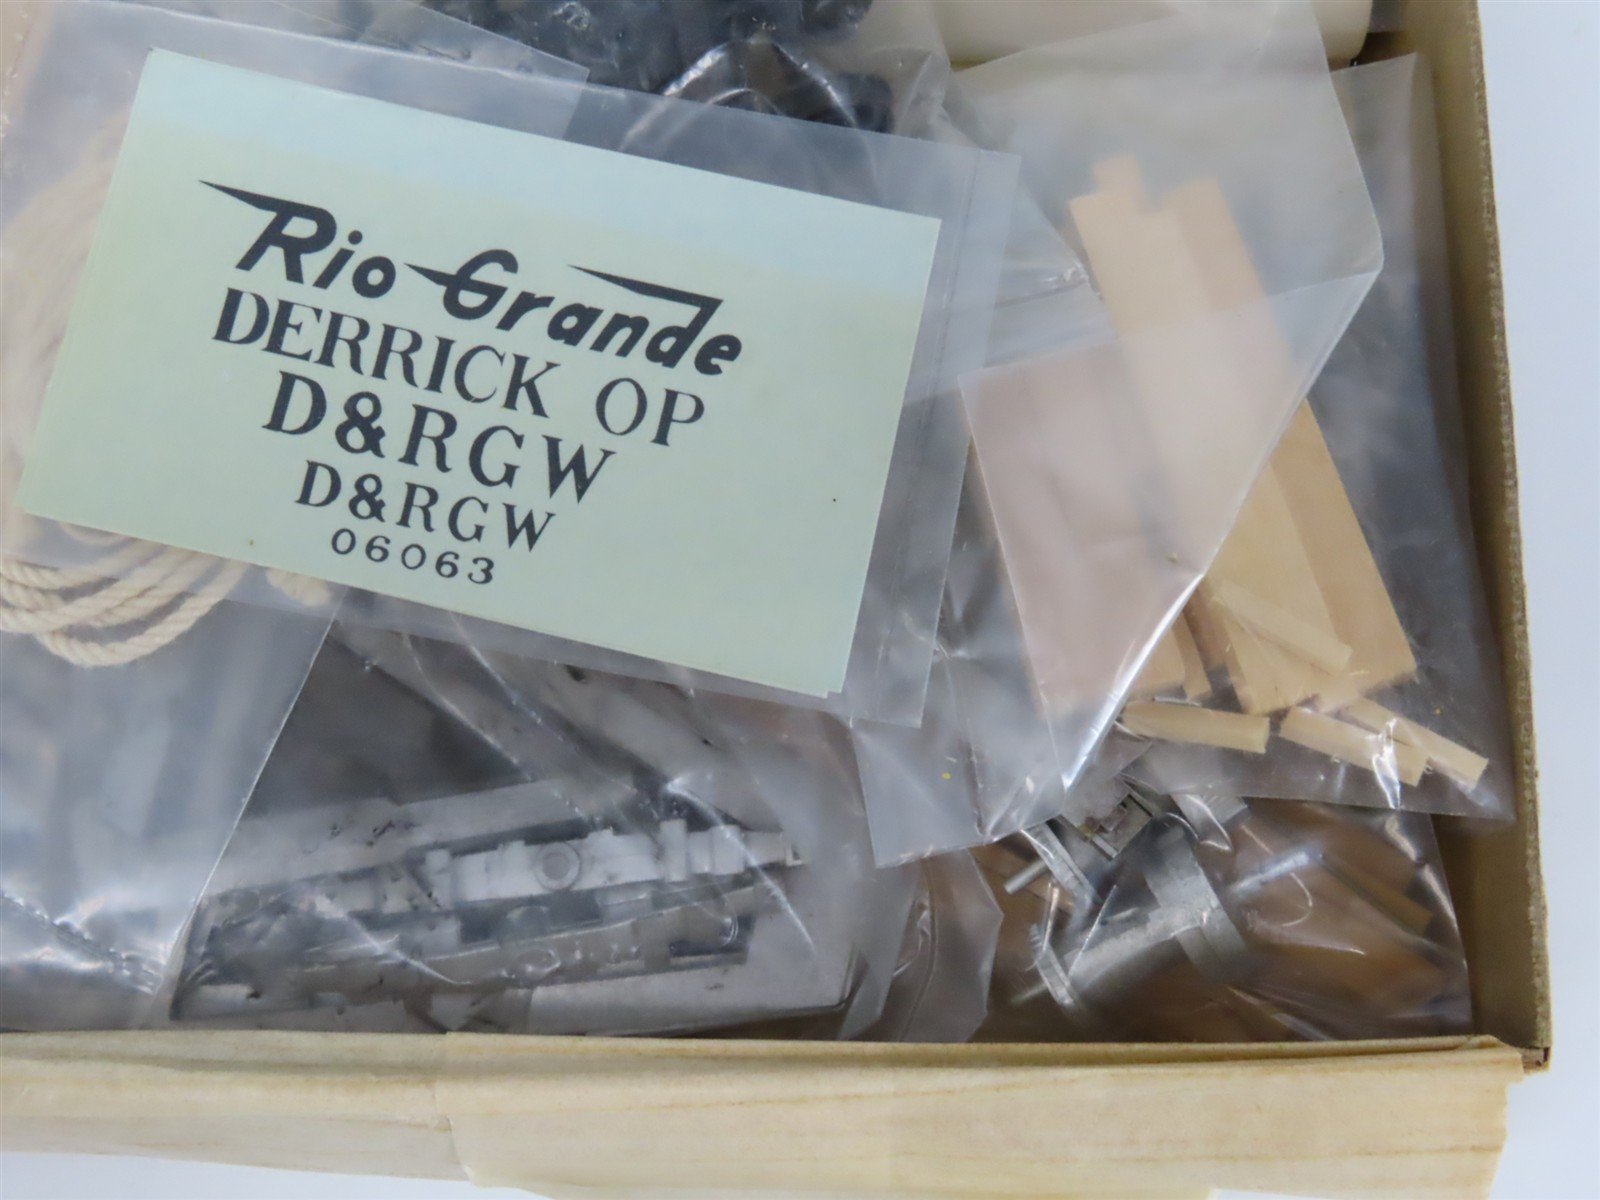 Rio Grande
DERRICK OP
D&RGW
D&RGW
06063